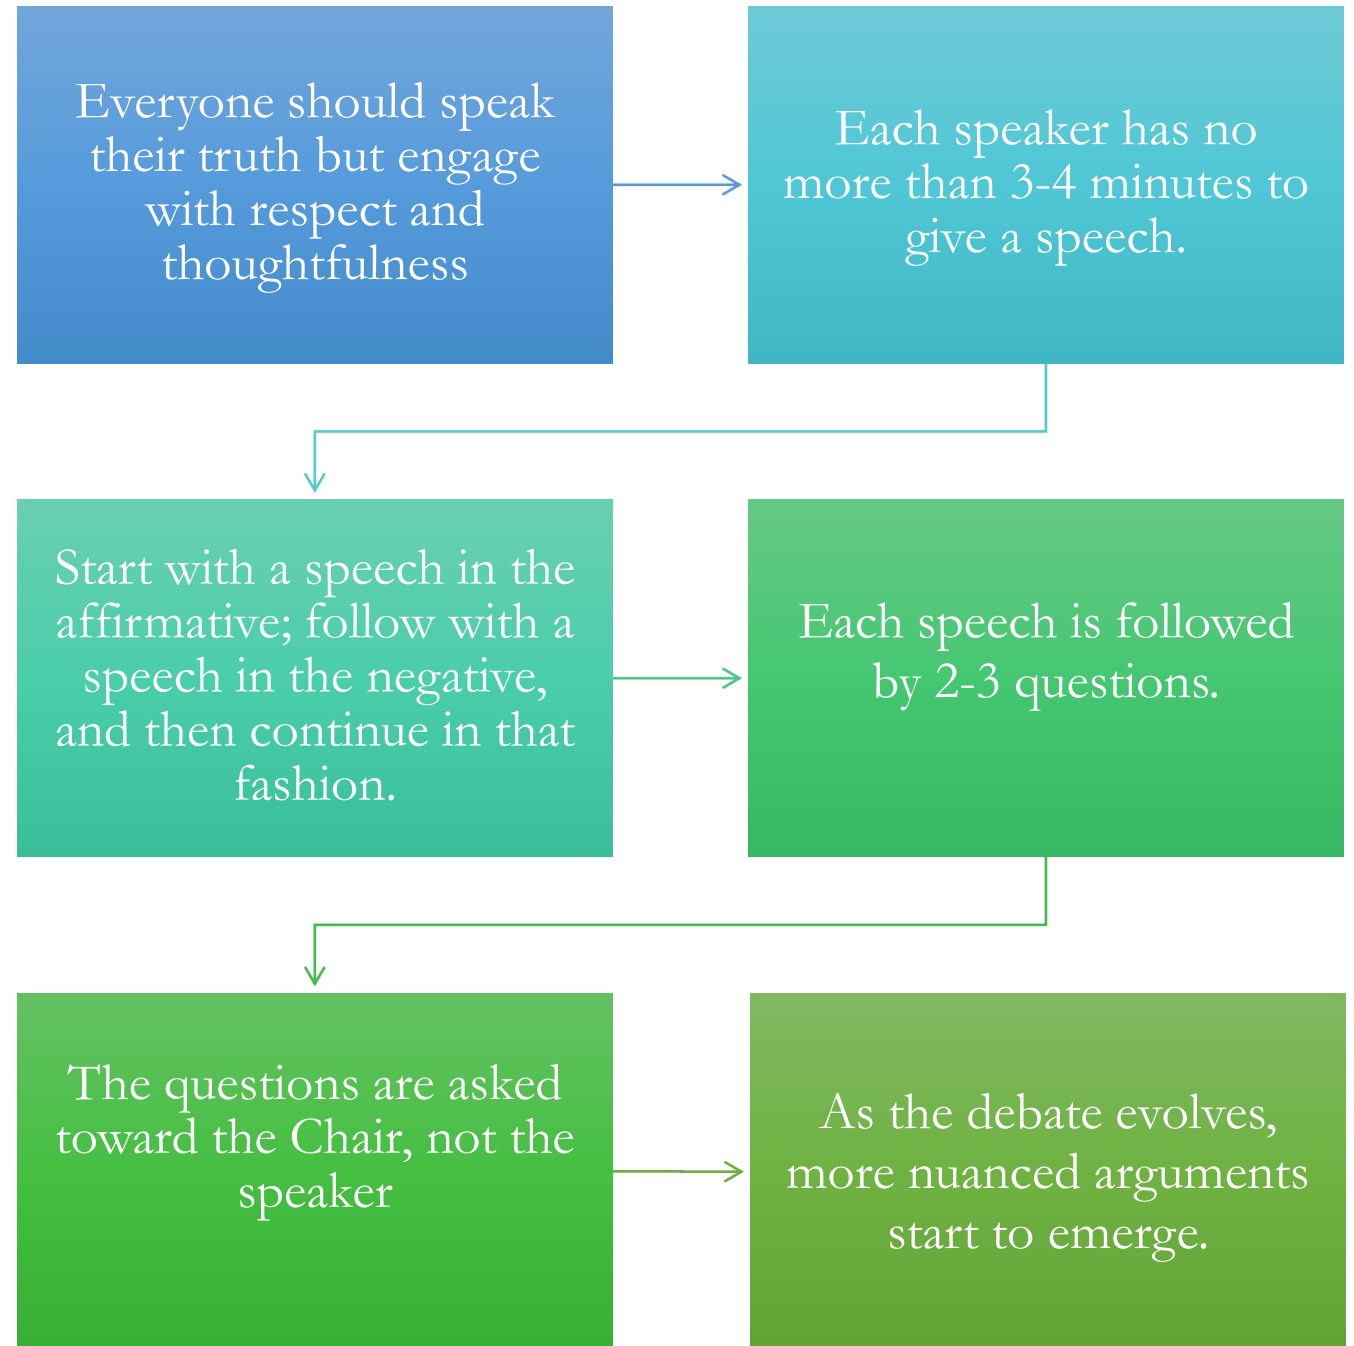 Everyone should speak
their truth but engage
with respect and
thoughtfulness
Each speaker has no
more than 3-4 minutes to
give a speech.
Start with a speech in the
affirmative; follow with a
speech in the negative,
and then continue in that
fashion.
Each speech is followed
by 2-3 questions.
The questions are asked
toward the Chair, not the
speaker
As the debate evolves,
more nuanced arguments
start to emerge.